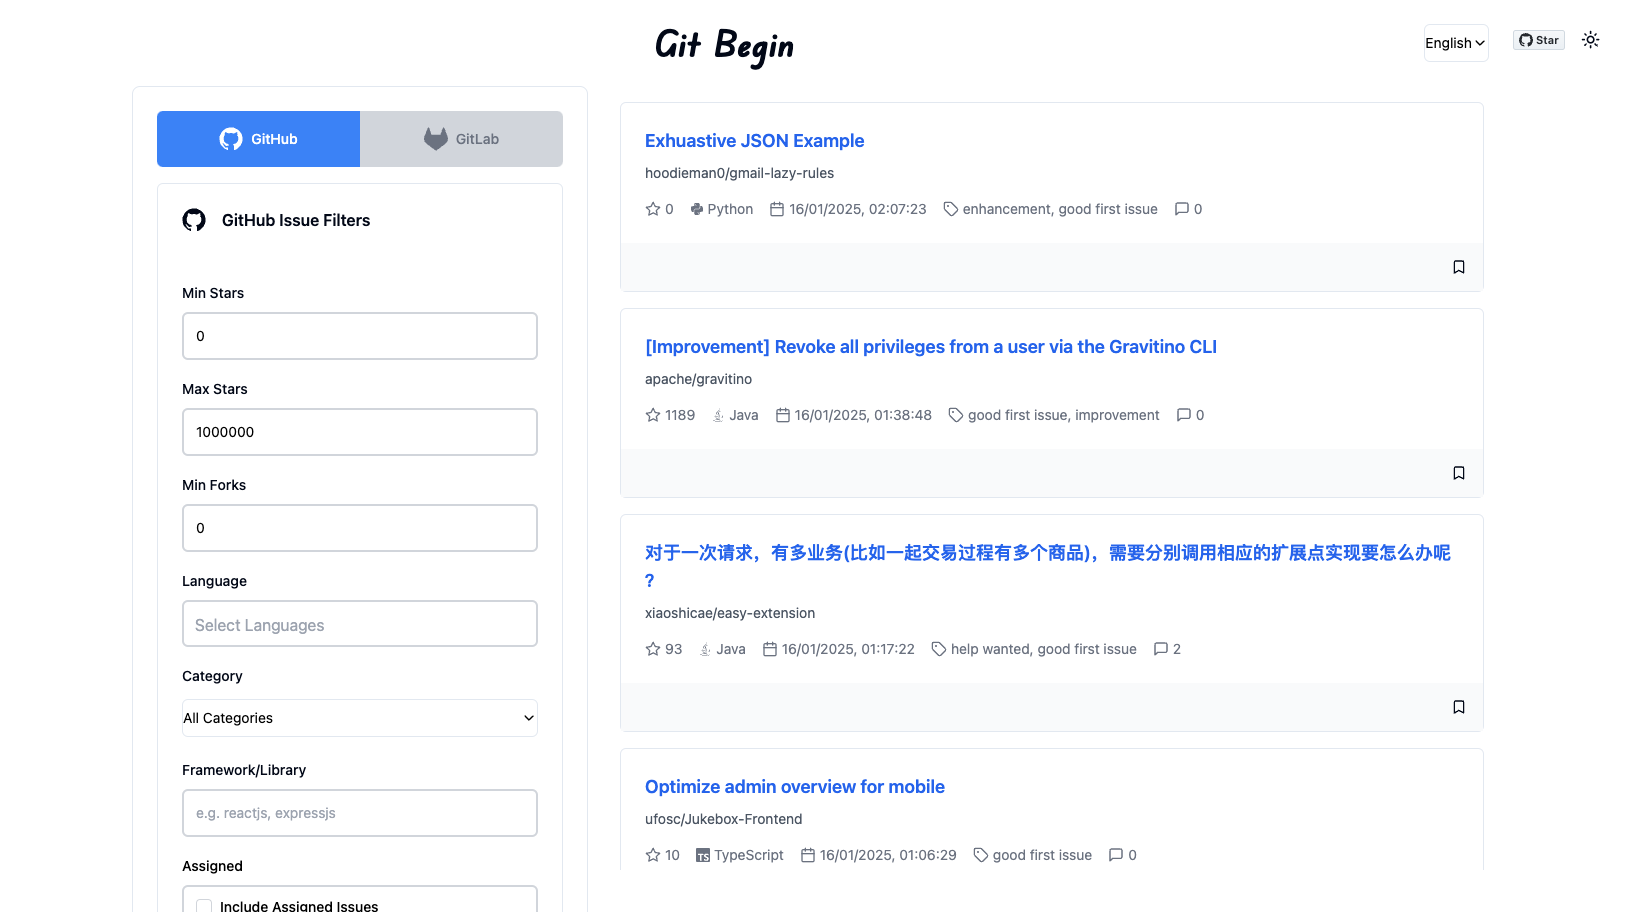 Git Begin
English
Star
GitHub
GitLab
GitHub Issue Filters
Min Stars
0
Max Stars
1000000
Min Forks
0
Language
Select Languages
Category
All Categories
Framework/Library
e.g. reactjs, expressjs
Assigned
Include Assigned Issues
Exhuastive JSON Example
hoodieman0/gmail-lazy-rules
0 Python 16/01/2025, 02:07:23 enhancement, good first issue 0
[Improvement] Revoke all privileges from a user via the Gravitino CLI
apache/gravitino
1189 Java 16/01/2025, 01:38:48 good first issue, improvement 0
对于一次请求，有多业务(比如一起交易过程有多个商品)，需要分别调用相应的扩展点实现要怎么办呢
？
xiaoshicae/easy-extension
93 Java 16/01/2025, 01:17:22 help wanted, good first issue 2
Optimize admin overview for mobile
ufosc/Jukebox-Frontend
10 TS TypeScript 16/01/2025, 01:06:29 good first issue 0